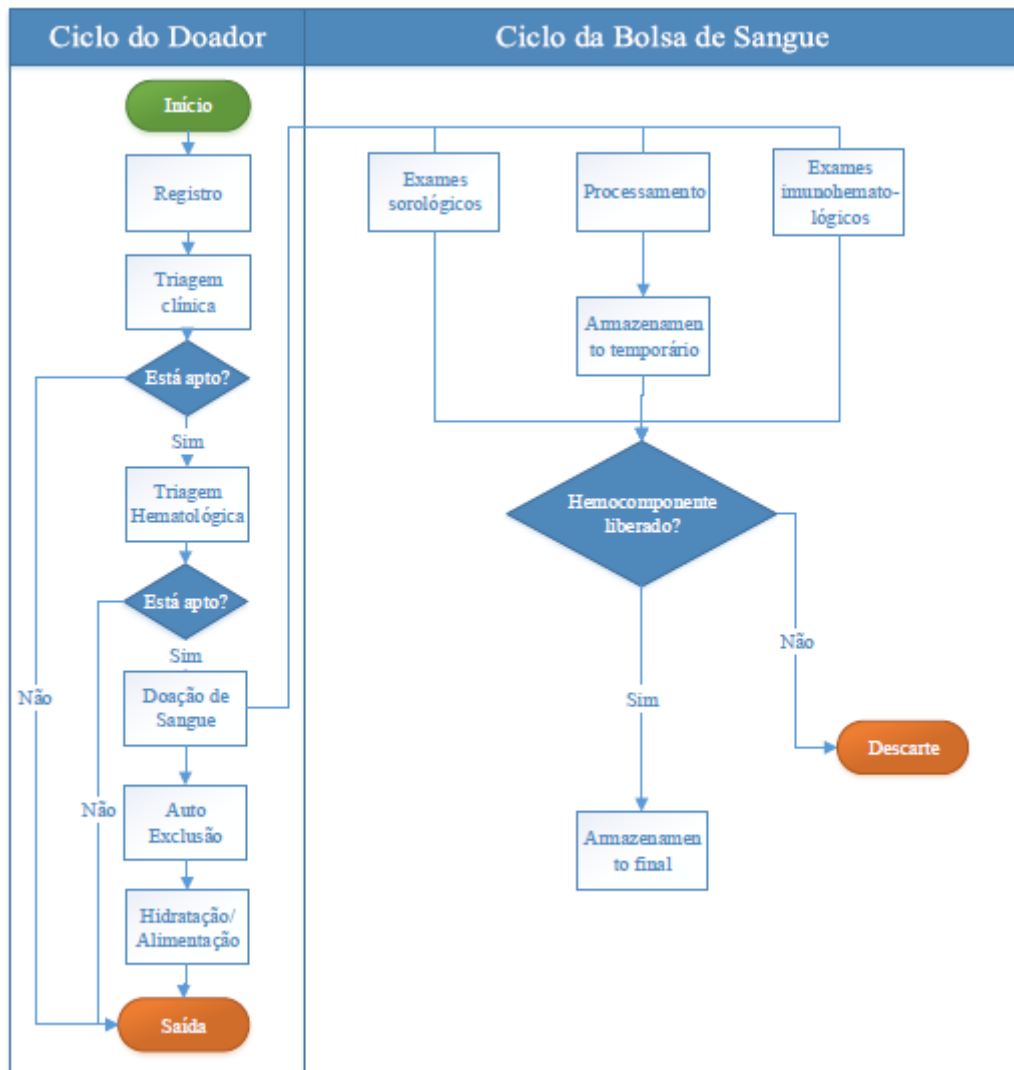 Ciclo do Doador
Ciclo da Bolsa de Sangue
Início
Registro
Triagem
clínica
Está apto?
Sim
Triagem
Hematológica
Está apto?
Sim
Não
Doação de
Sangue
Não
Auto
Exclusão
Hidratação/
Alimentação
Saída
Exames
sorológicos
Processamento
Exames
imunohemato-
lógicos
Armazenamen
to temporário
Hemocomponente
liberado?
Não
Sim
Descarte
Armazenamen
to final